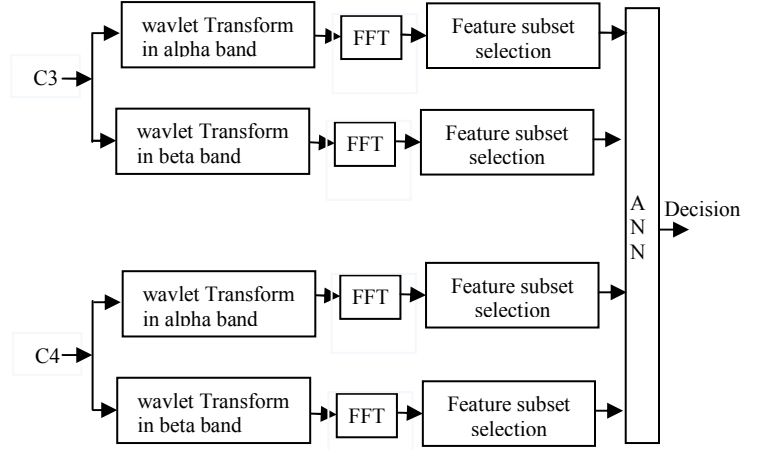 wavlet Transform
in alpha band
FFT
Feature subset
selection
C3
wavlet Transform
in beta band
FFT
Feature subset
selection
A
N
N
Decision
wavlet Transform
in alpha band
FFT
Feature subset
selection
C4
wavlet Transform
in beta band
FFT
Feature subset
selection